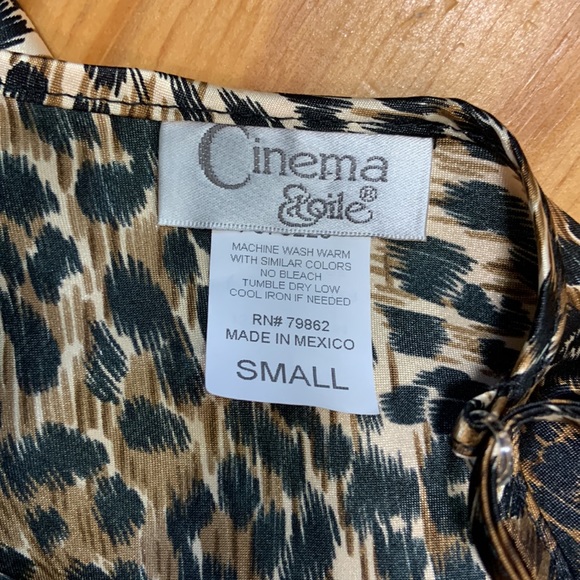 Cinema
Etoile®
MACHINE WASH WARM
WITH SIMILAR COLORS
NO BLEACH
TUMBLE DRY LOW
COOL IRON IF NEEDED
RN# 79862
MADE IN MEXICO
SMALL